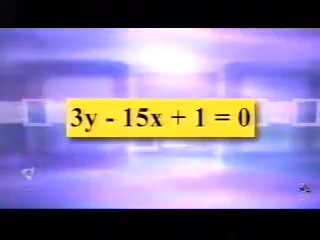 3y - 15x + 1 = 0